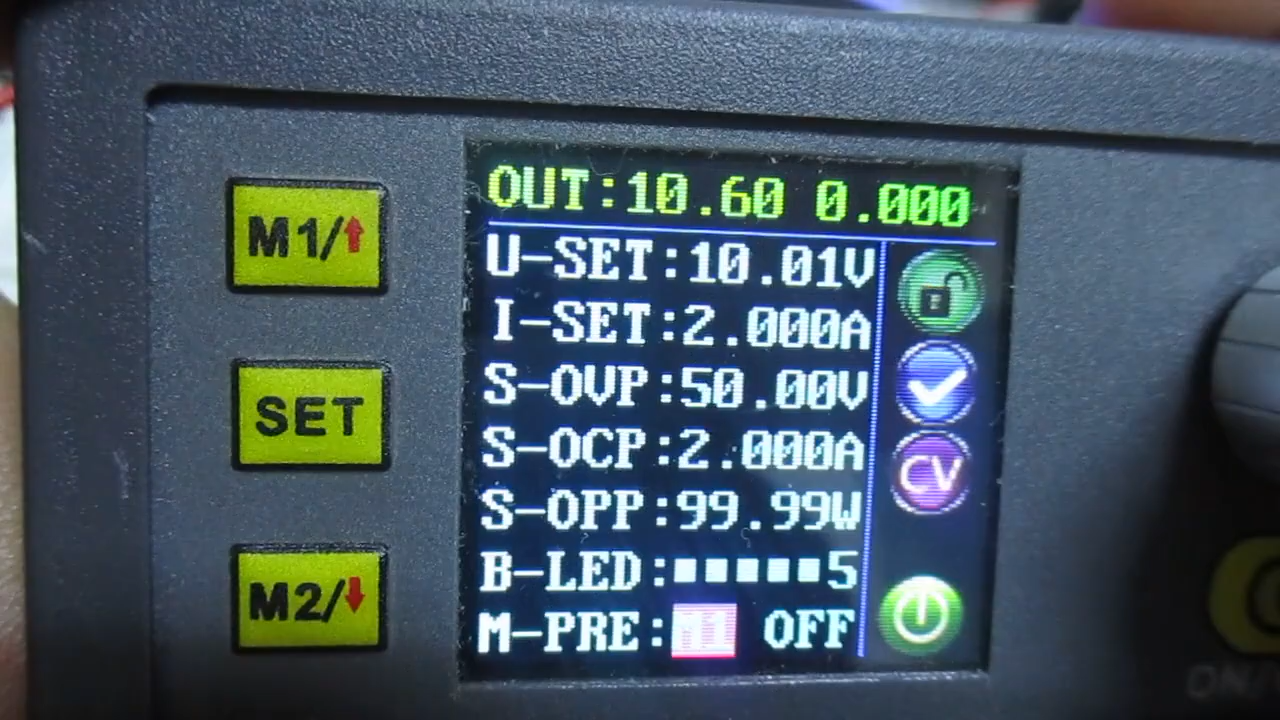 OUT:10.60 0.000
M1/⬆
U-SET:10.01V
I-SET:2.000A
S-OVP:50.00V
SET
S-OCP:2.000A
CV
S-OPP:99.99W
B-LED:▪▪▪▪▪5
M2/⬇
M-PRE: OFF
ON/